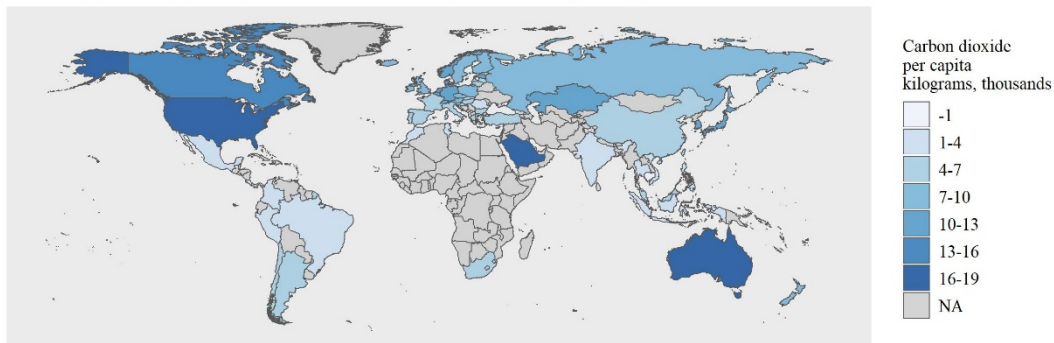 Carbon dioxide
per capita
kilograms, thousands
-1
1-4
4-7
7-10
10-13
13-16
16-19
NA